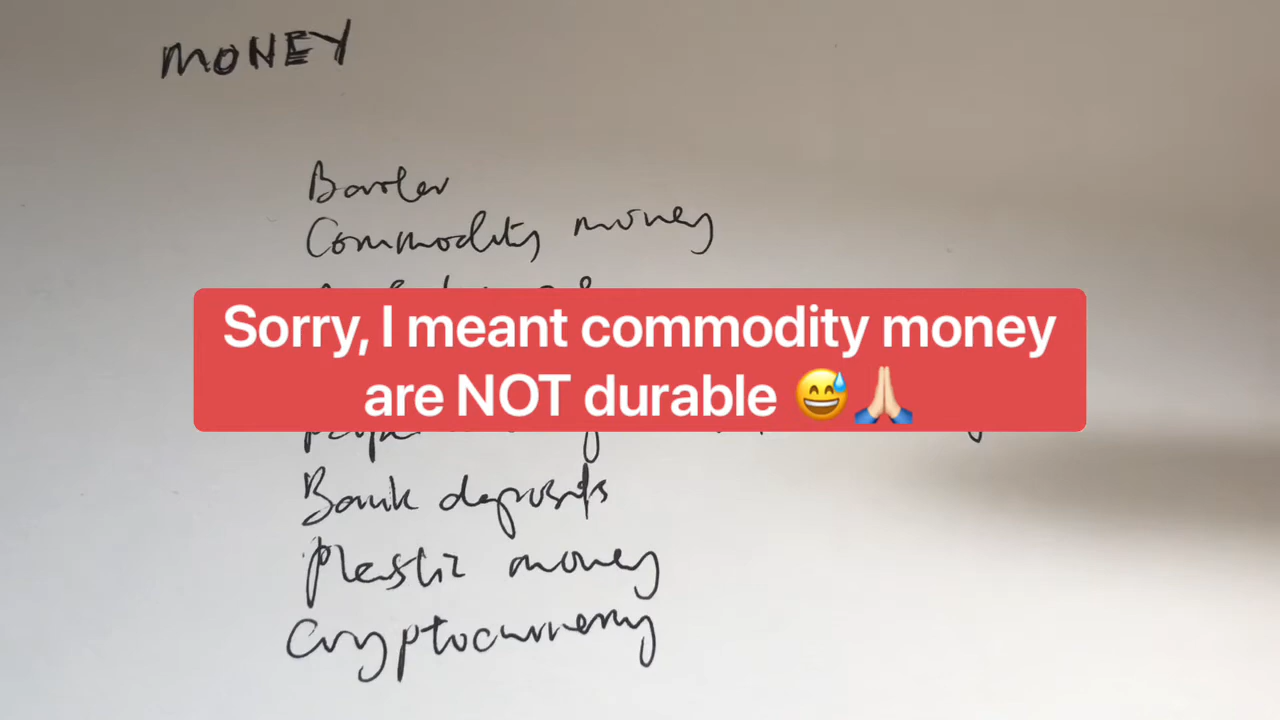 MONEY
Barter
Commodity money
Sorry, I meant commodity money
are NOT durable 😅🙏🏻
Bank deposits
Plastic money
Cryptocurrency